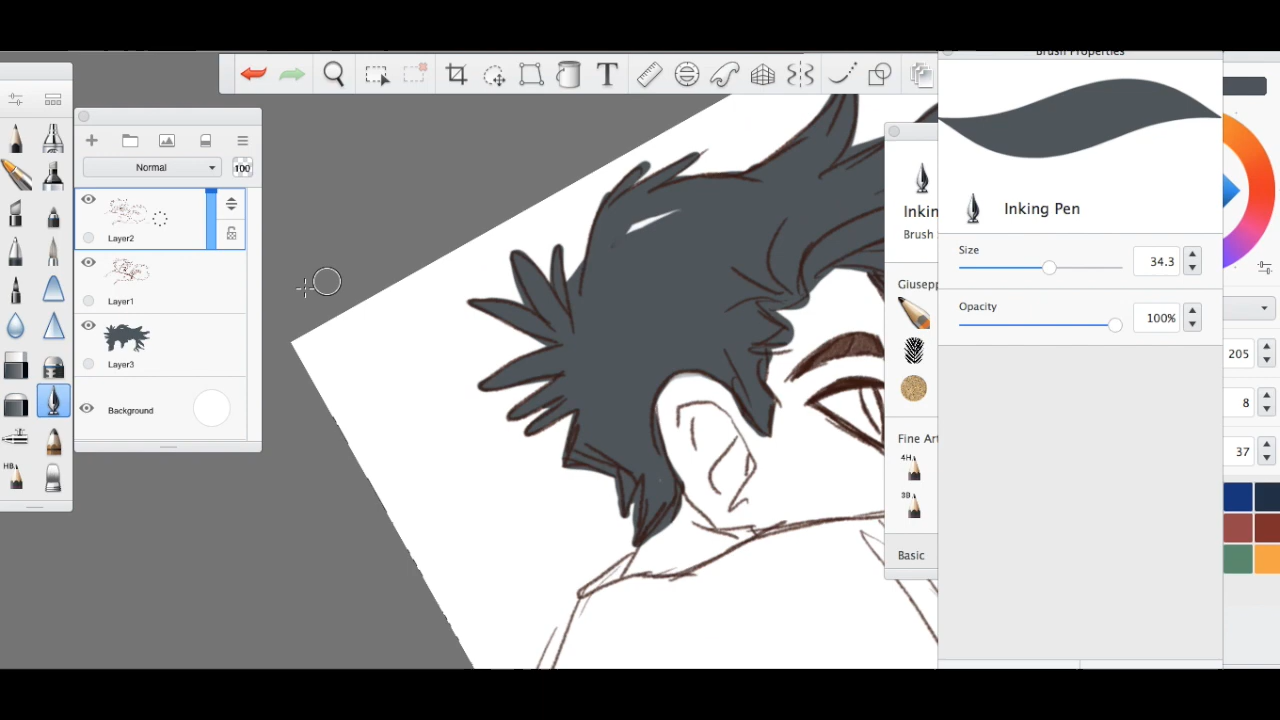 Brush Properties
Normal
100
Layer2
Layer1
Layer3
Background
HB
T
Inkin
Brush
Giusepp
Fine Art
4H
3B
Basic
Inking Pen
Size
34.3
Opacity
100%
205
8
37